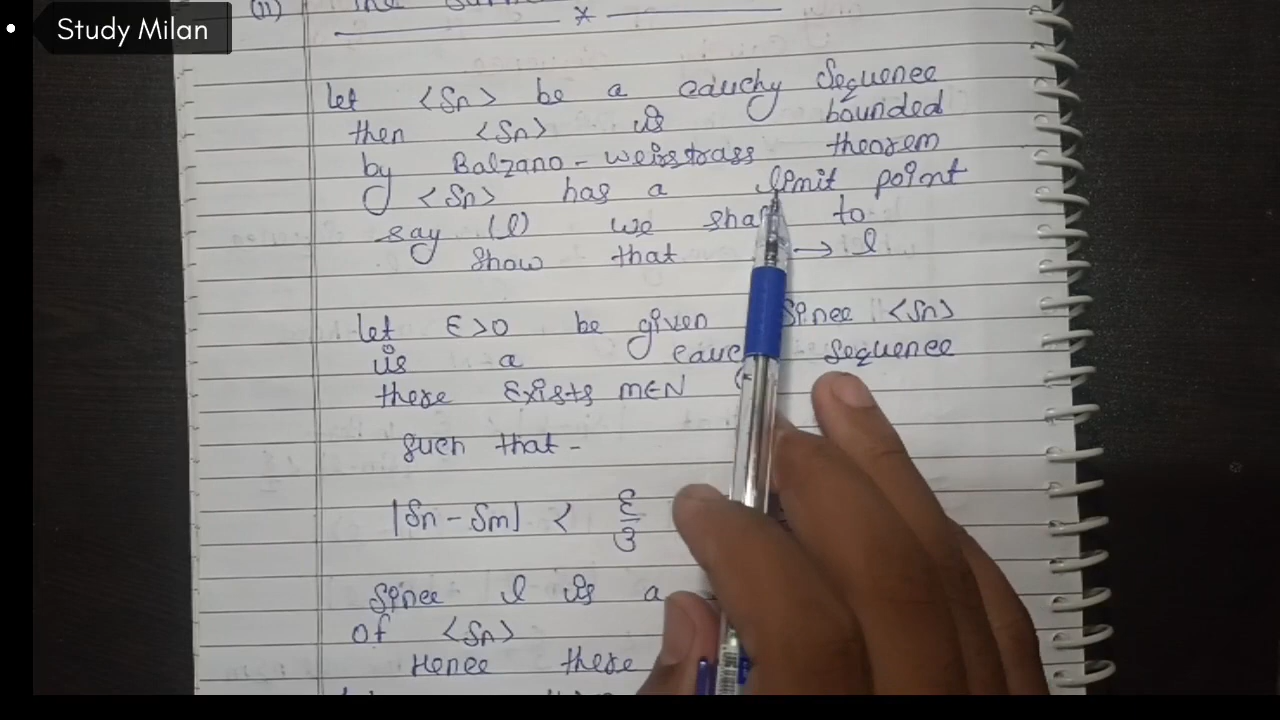 Study Milan
(ii) The
*
let <Sn> be a cauchy Sequence
then <Sn> is bounded
by Balzano - weirstrass theorem
<Sn> has a limit point
say (l) we to
show that → l
let ε>0 be given Since <Sn>
is a Sequence
there Exists m∈N
such that -
|Sn - Sm| < ε/3
Since l is a
of <Sn>
Hence there